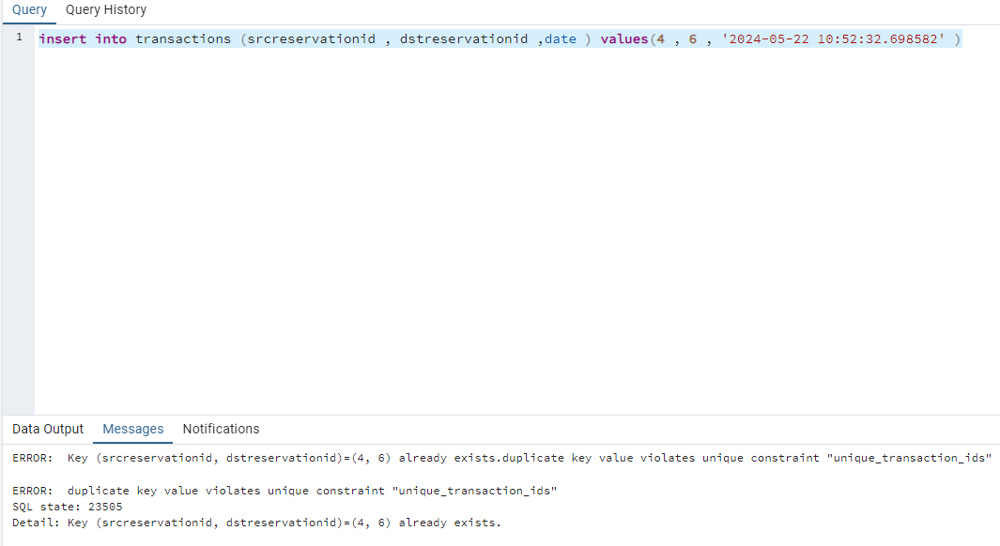 Query Query History
1 insert into transactions (srcreservationid , dstreservationid ,date ) values(4 , 6 , '2024-05-22 10:52:32.698582' )
Data Output Messages Notifications
ERROR:  Key (srcreservationid, dstreservationid)=(4, 6) already exists.duplicate key value violates unique constraint "unique_transaction_ids"
ERROR:  duplicate key value violates unique constraint "unique_transaction_ids"
SQL state: 23505
Detail: Key (srcreservationid, dstreservationid)=(4, 6) already exists.